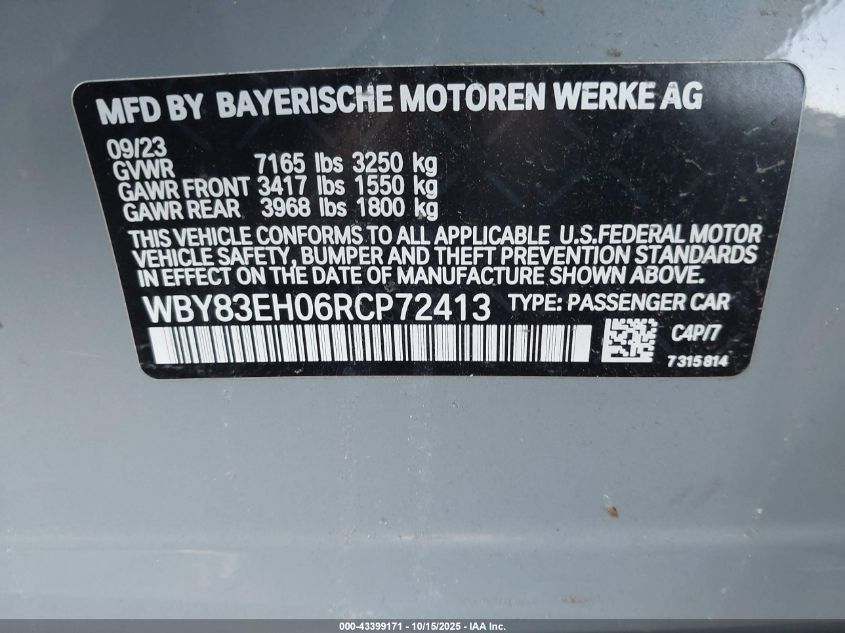 MFD BY BAYERISCHE MOTOREN WERKE AG
09/23
GVWR 7165 lbs 3250 kg
GAWR FRONT 3417 lbs 1550 kg
GAWR REAR 3968 lbs 1800 kg
THIS VEHICLE CONFORMS TO ALL APPLICABLE U.S.FEDERAL MOTOR
VEHICLE SAFETY, BUMPER AND THEFT PREVENTION STANDARDS
IN EFFECT ON THE DATE OF MANUFACTURE SHOWN ABOVE.
WBY83EH06RCP72413 TYPE: PASSENGER CAR
C4P/7
7315814
000-43399171 - 10/15/2025 - IAA Inc.